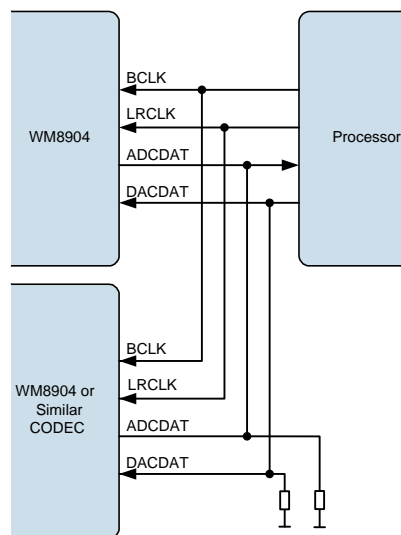 WM8904
BCLK
LRCLK
ADCDAT
DACDAT
Processor
WM8904 or
Similar
CODEC
BCLK
LRCLK
ADCDAT
DACDAT